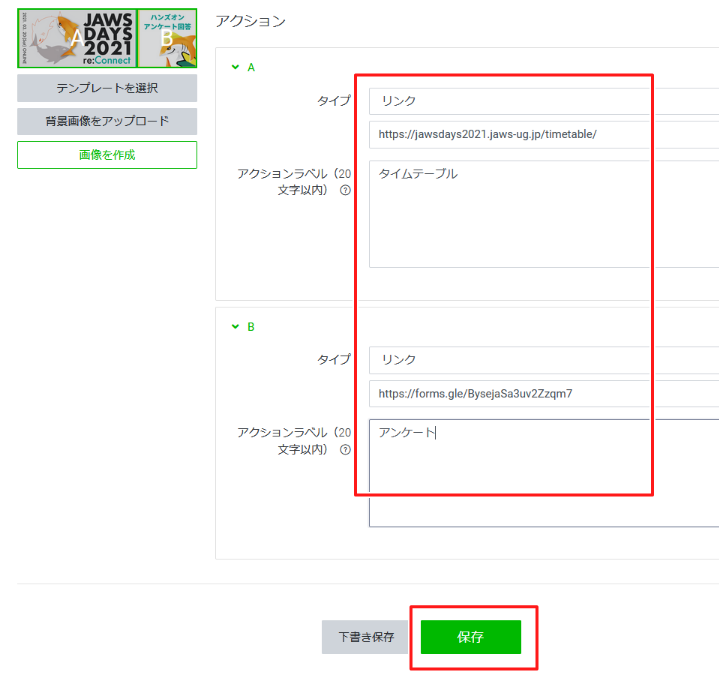 JAWS
DAYS
2021
re:Connect
A
ハンズオン
アンケート回答
B
テンプレートを選択
背景画像をアップロード
画像を作成
アクション
A
タイプ
リンク
https://jawsdays2021.jaws-ug.jp/timetable/
アクションラベル（20
文字以内）
タイムテーブル
B
タイプ
リンク
https://forms.gle/BysejaSa3uv2Zzqm7
アクションラベル（20
文字以内）
アンケート
下書き保存
保存